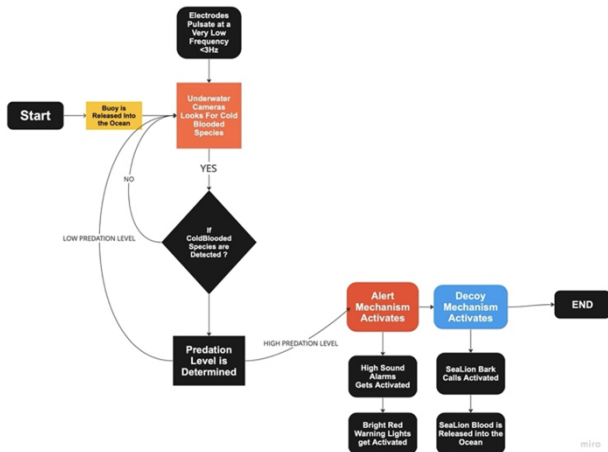 Electrodes
Pulsate at a
Very Low
Frequency
<3Hz
Start
Buoy is
Released Into
the Ocean
Underwater
Cameras
Looks For Cold
Blooded
Species
YES
NO
If
ColdBlooded
Species are
Detected ?
LOW PREDATION LEVEL
Predation
Level is
Determined
HIGH PREDATION LEVEL
Alert
Mechanism
Activates
Decoy
Mechanism
Activates
END
High Sound
Alarms
Gets Activated
SeaLion Bark
Calls Activated
Bright Red
Warning Lights
get Activated
SeaLion Blood is
Released into the
Ocean
miro